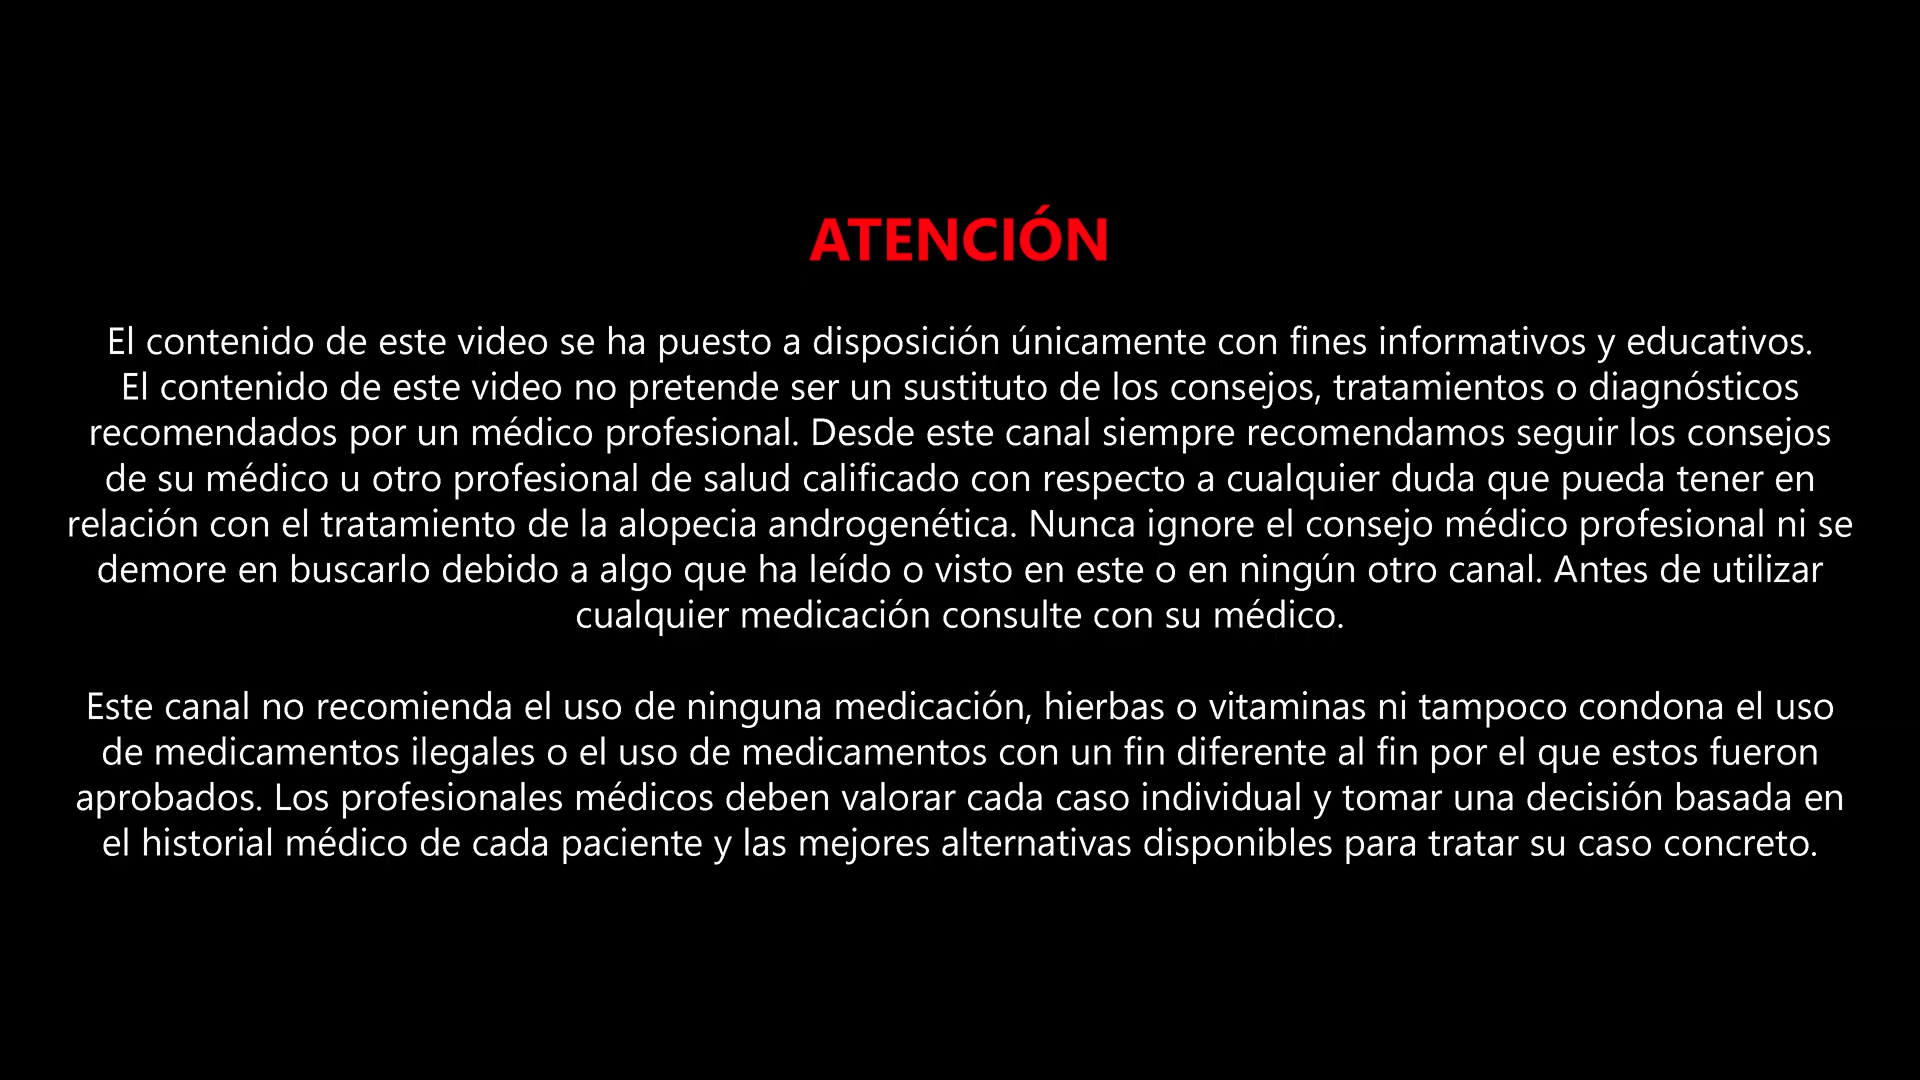 ATENCIÓN
El contenido de este video se ha puesto a disposición únicamente con fines informativos y educativos.
El contenido de este video no pretende ser un sustituto de los consejos, tratamientos o diagnósticos
recomendados por un médico profesional. Desde este canal siempre recomendamos seguir los consejos
de su médico u otro profesional de salud calificado con respecto a cualquier duda que pueda tener en
relación con el tratamiento de la alopecia androgenética. Nunca ignore el consejo médico profesional ni se
demore en buscarlo debido a algo que ha leído o visto en este o en ningún otro canal. Antes de utilizar
cualquier medicación consulte con su médico.
Este canal no recomienda el uso de ninguna medicación, hierbas o vitaminas ni tampoco condona el uso
de medicamentos ilegales o el uso de medicamentos con un fin diferente al fin por el que estos fueron
aprobados. Los profesionales médicos deben valorar cada caso individual y tomar una decisión basada en
el historial médico de cada paciente y las mejores alternativas disponibles para tratar su caso concreto.